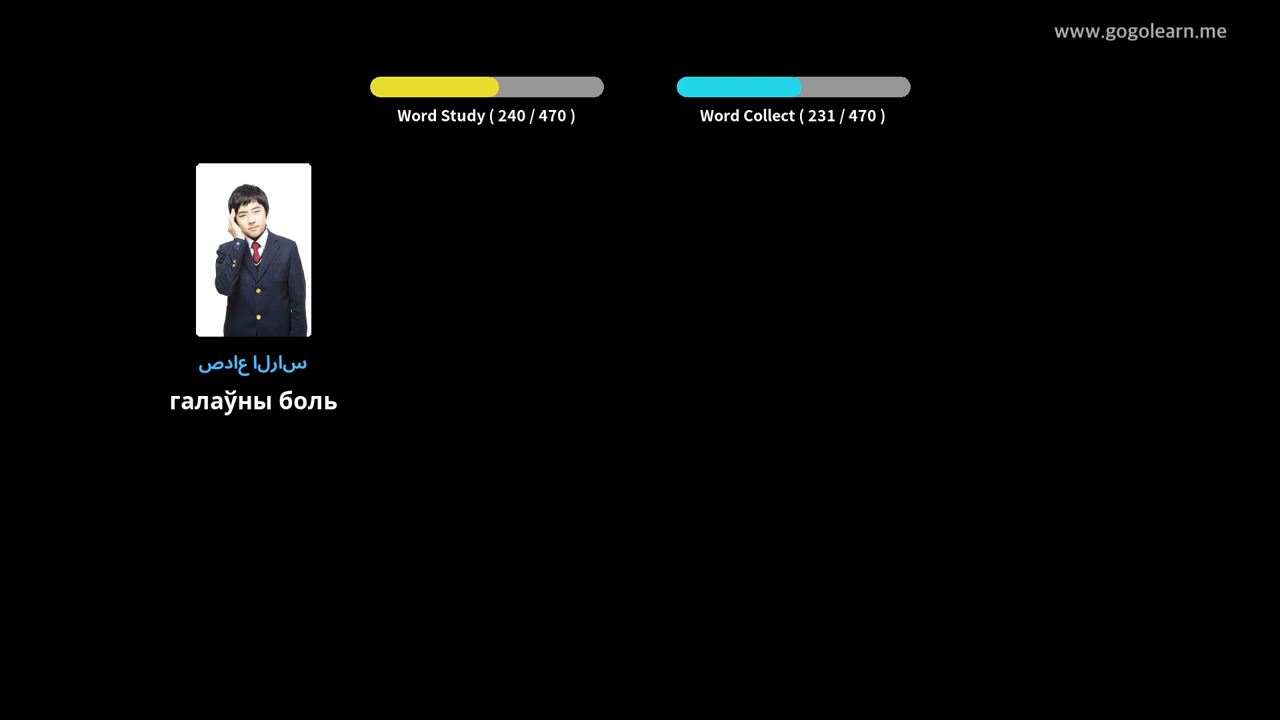 www.gogolearn.me
Word Study ( 240 / 470 )
Word Collect ( 231 / 470 )
صداع الراس
галаўны боль